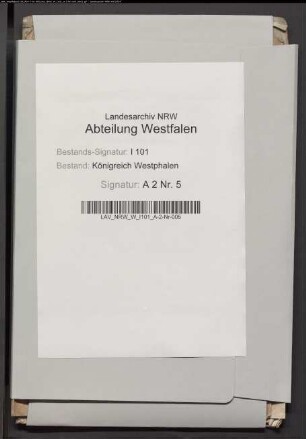 Landesarchiv NRW
Abteilung Westfalen
Bestands-Signatur: I 101
Bestand: Königreich Westphalen
Signatur: A 2 Nr. 5
LAV_NRW_W_I101_A-2-Nr-005